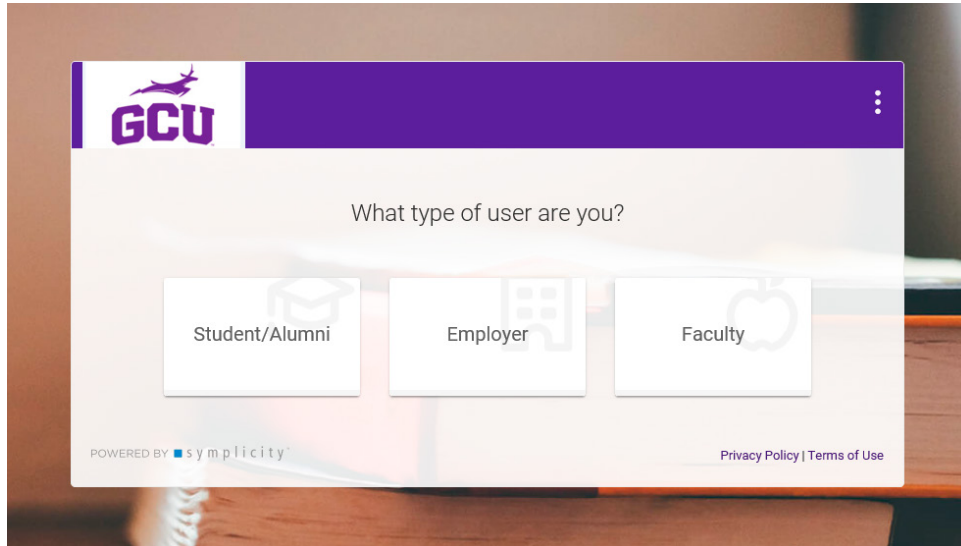 GCU
What type of user are you?
Student/Alumni
Employer
Faculty
POWERED BY symplicity
Privacy Policy | Terms of Use